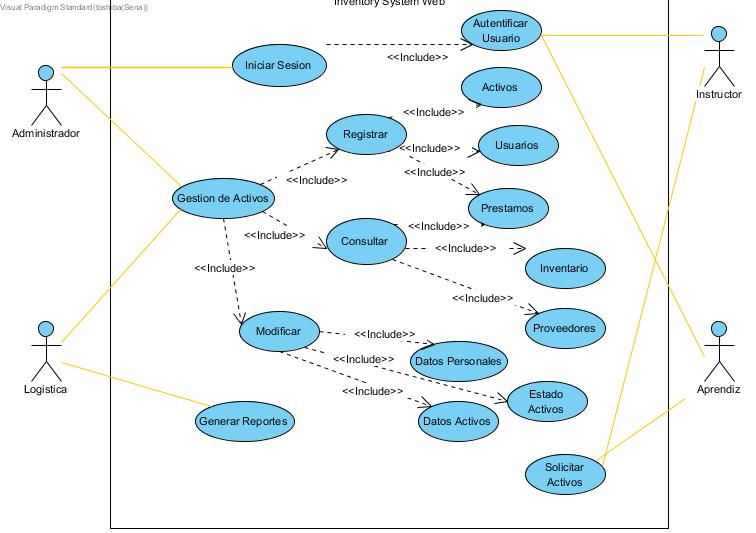 Visual Paradigm Standard(toshiba(Sena))
Inventory System Web
Autentificar
Usuario
Iniciar Sesion
<<Include>>
Administrador
Instructor
Activos
<<Include>>
Registrar
<<Include>>
Usuarios
<<Include>>
<<Include>>
Gestion de Activos
Prestamos
<<Include>>
<<Include>>
Consultar
<<Include>>
<<Include>>
Inventario
<<Include>>
Proveedores
Modificar
<<Include>>
<<Include>>
Datos Personales
Logistica
Aprendiz
<<Include>>
Estado
Activos
Generar Reportes
Datos Activos
Solicitar
Activos